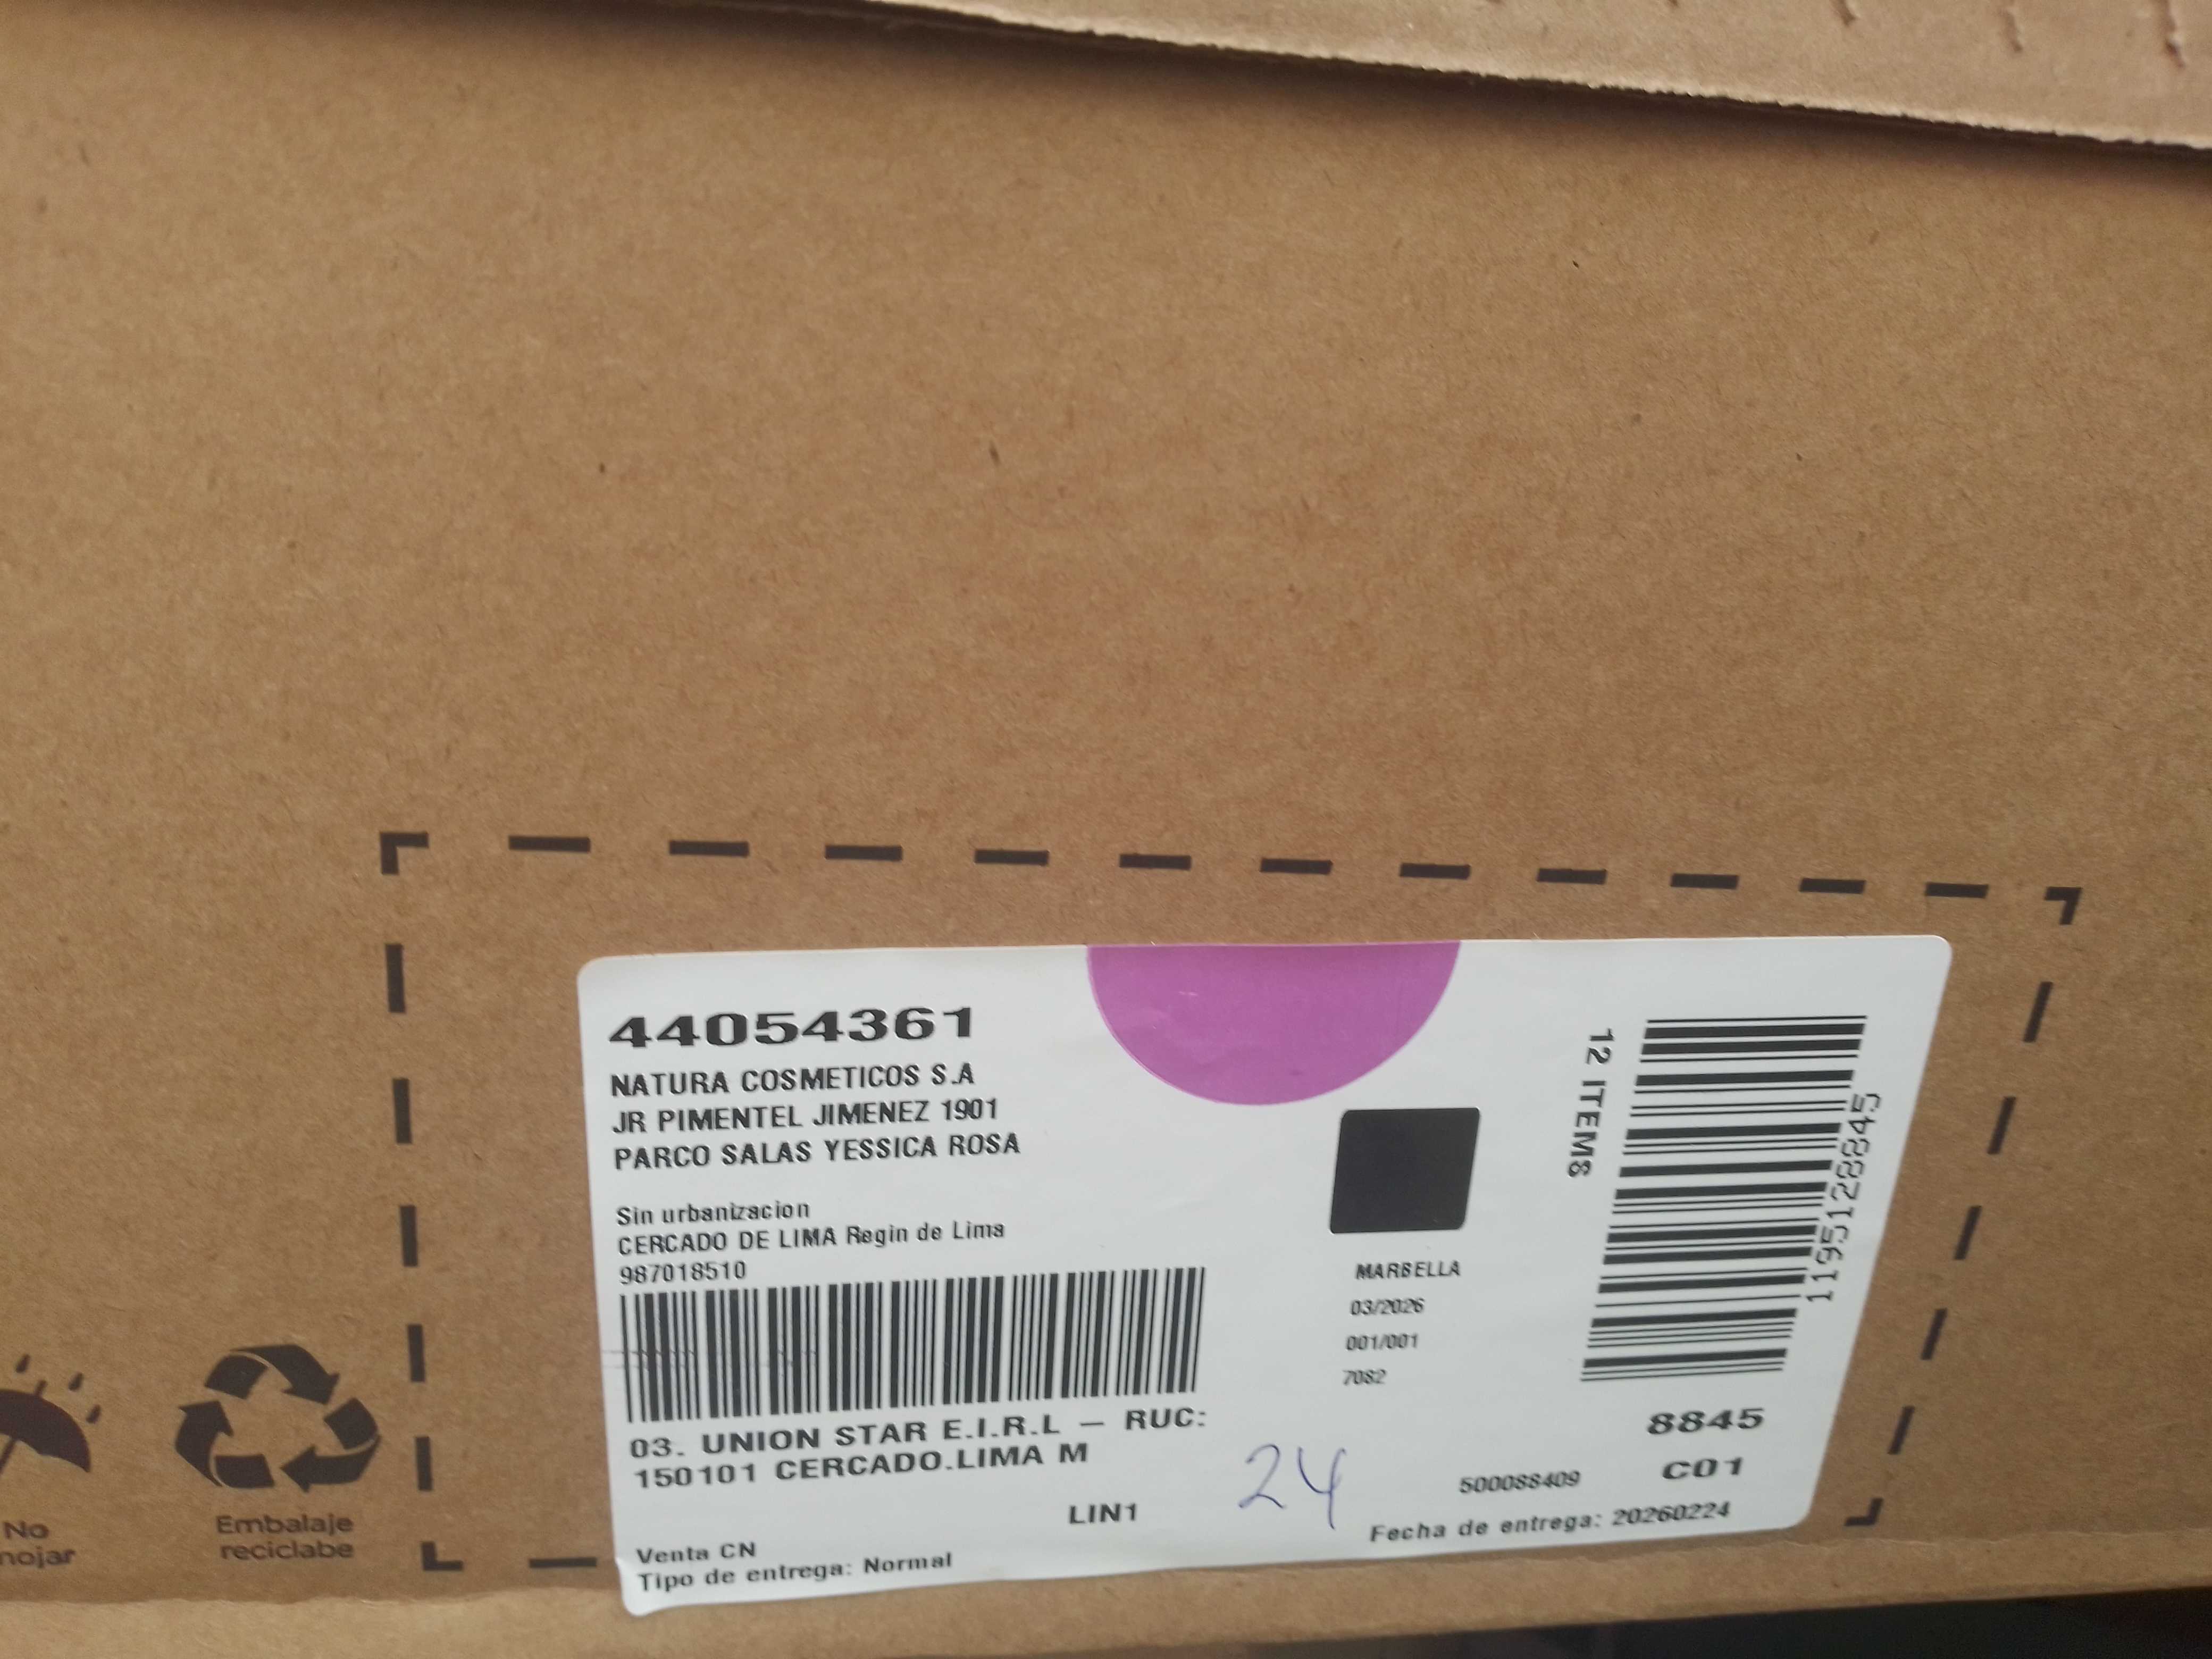 44054361
NATURA COSMETICOS S.A
JR PIMENTEL JIMENEZ 1901
PARCO SALAS YESSICA ROSA
Sin urbanizacion
CERCADO DE LIMA Regin de Lima
987018510
03. UNION STAR E.I.R.L – RUC:
150101 CERCADO.LIMA M
LIN1
24
Venta CN
Tipo de entrega: Normal
MARBELLA
03/2026
001/001
7082
12 ITEMS
1195128845
8845
C01
500088409
Fecha de entrega: 20260224
No
mojar
Embalaje
reciclabe